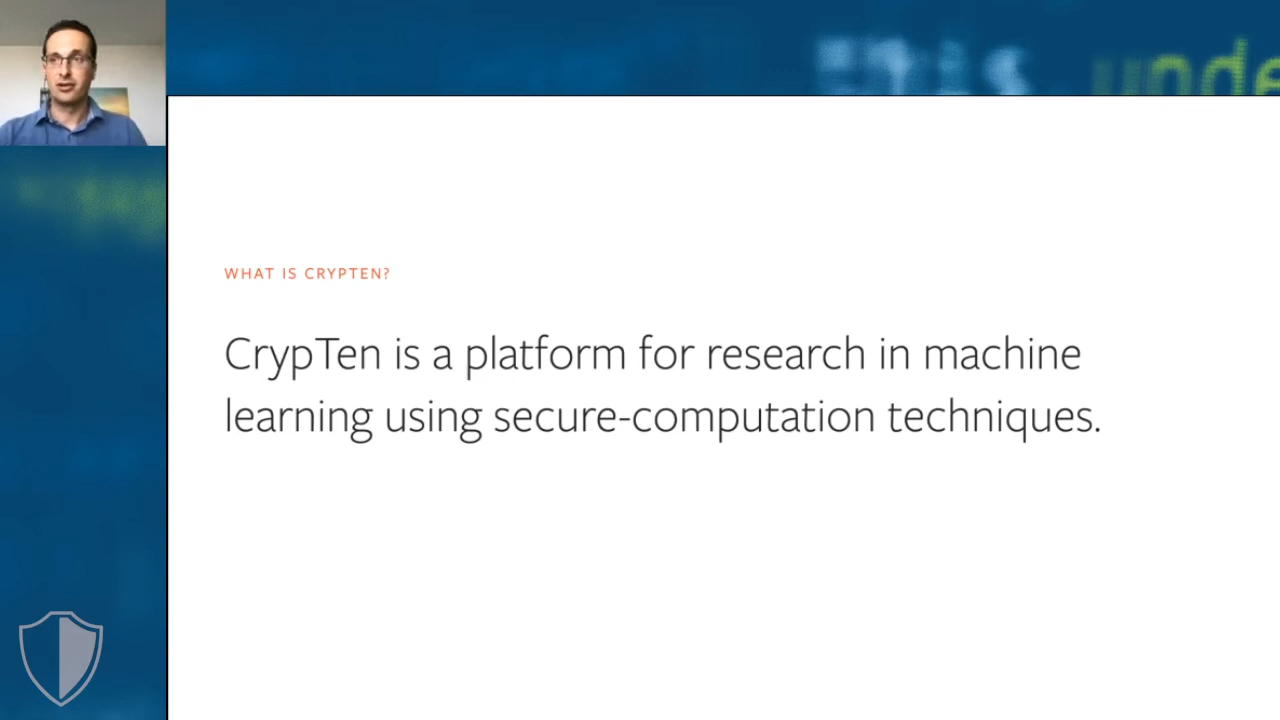 WHAT IS CRYPTEN?
CrypTen is a platform for research in machine
learning using secure-computation techniques.